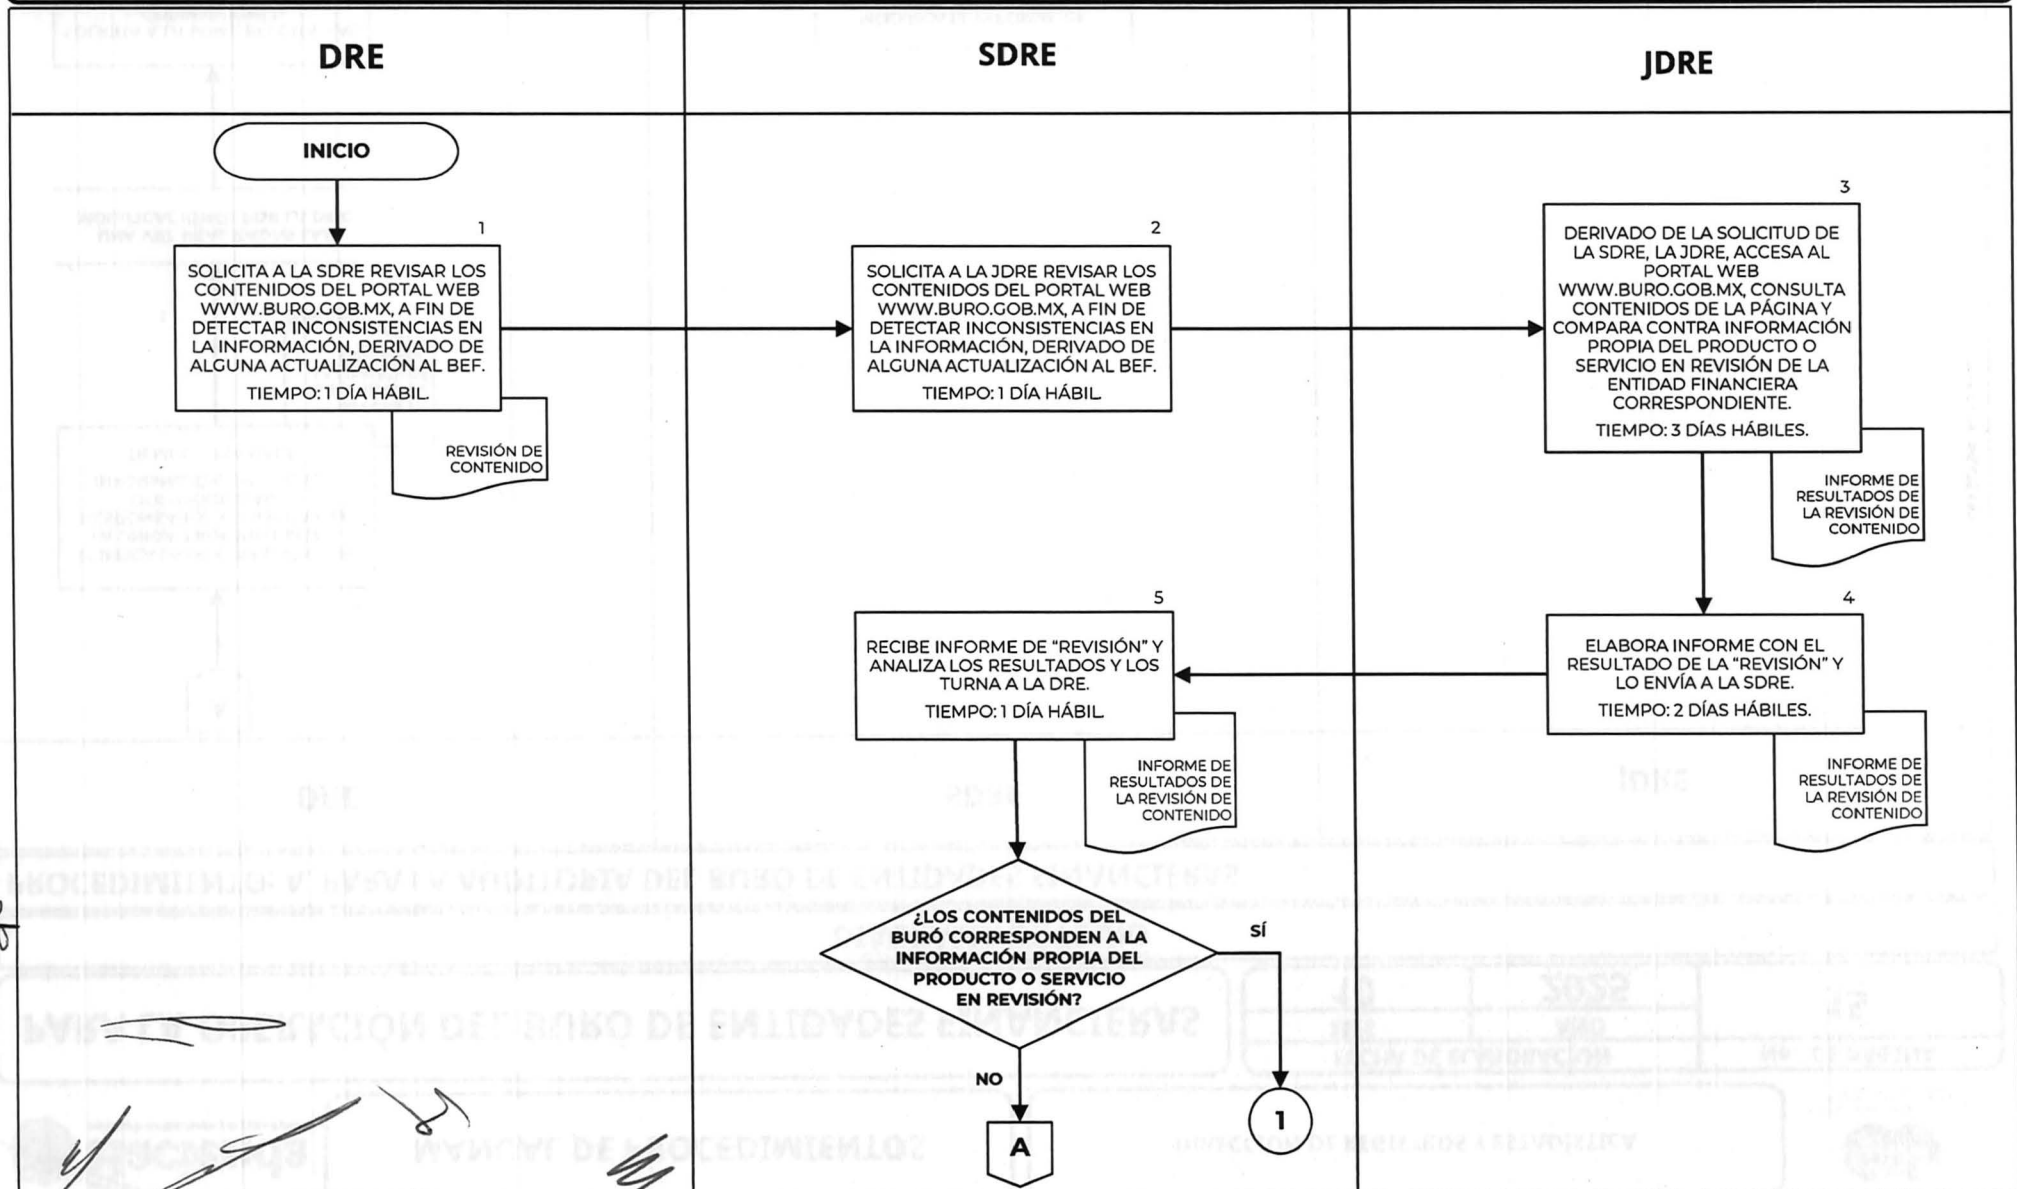 DRE
SDRE
JDRE
INICIO
1
SOLICITA A LA SDRE REVISAR LOS
CONTENIDOS DEL PORTAL WEB
WWW.BURO.GOB.MX, A FIN DE
DETECTAR INCONSISTENCIAS EN
LA INFORMACIÓN, DERIVADO DE
ALGUNA ACTUALIZACIÓN AL BEF.
TIEMPO: 1 DÍA HÁBIL.
REVISIÓN DE
CONTENIDO
2
SOLICITA A LA JDRE REVISAR LOS
CONTENIDOS DEL PORTAL WEB
WWW.BURO.GOB.MX, A FIN DE
DETECTAR INCONSISTENCIAS EN
LA INFORMACIÓN, DERIVADO DE
ALGUNA ACTUALIZACIÓN AL BEF.
TIEMPO: 1 DÍA HÁBIL.
3
DERIVADO DE LA SOLICITUD DE
LA SDRE, LA JDRE, ACCESA AL
PORTAL WEB
WWW.BURO.GOB.MX, CONSULTA
CONTENIDOS DE LA PÁGINA Y
COMPARA CONTRA INFORMACIÓN
PROPIA DEL PRODUCTO O
SERVICIO EN REVISIÓN DE LA
ENTIDAD FINANCIERA
CORRESPONDIENTE.
TIEMPO: 3 DÍAS HÁBILES.
INFORME DE
RESULTADOS DE
LA REVISIÓN DE
CONTENIDO
4
ELABORA INFORME CON EL
RESULTADO DE LA “REVISIÓN” Y
LO ENVÍA A LA SDRE.
TIEMPO: 2 DÍAS HÁBILES.
INFORME DE
RESULTADOS DE
LA REVISIÓN DE
CONTENIDO
5
RECIBE INFORME DE “REVISIÓN” Y
ANALIZA LOS RESULTADOS Y LOS
TURNA A LA DRE.
TIEMPO: 1 DÍA HÁBIL.
INFORME DE
RESULTADOS DE
LA REVISIÓN DE
CONTENIDO
¿LOS CONTENIDOS DEL
BURÓ CORRESPONDEN A LA
INFORMACIÓN PROPIA DEL
PRODUCTO O SERVICIO
EN REVISIÓN?
SÍ
NO
1
A